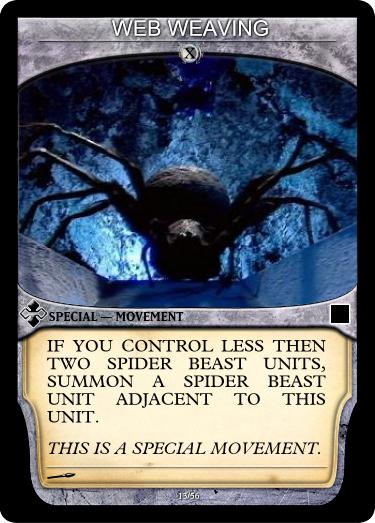 WEB WEAVING
X
SPECIAL — MOVEMENT
IF YOU CONTROL LESS THEN
TWO SPIDER BEAST UNITS,
SUMMON A SPIDER BEAST
UNIT ADJACENT TO THIS
UNIT.
THIS IS A SPECIAL MOVEMENT.
13/56